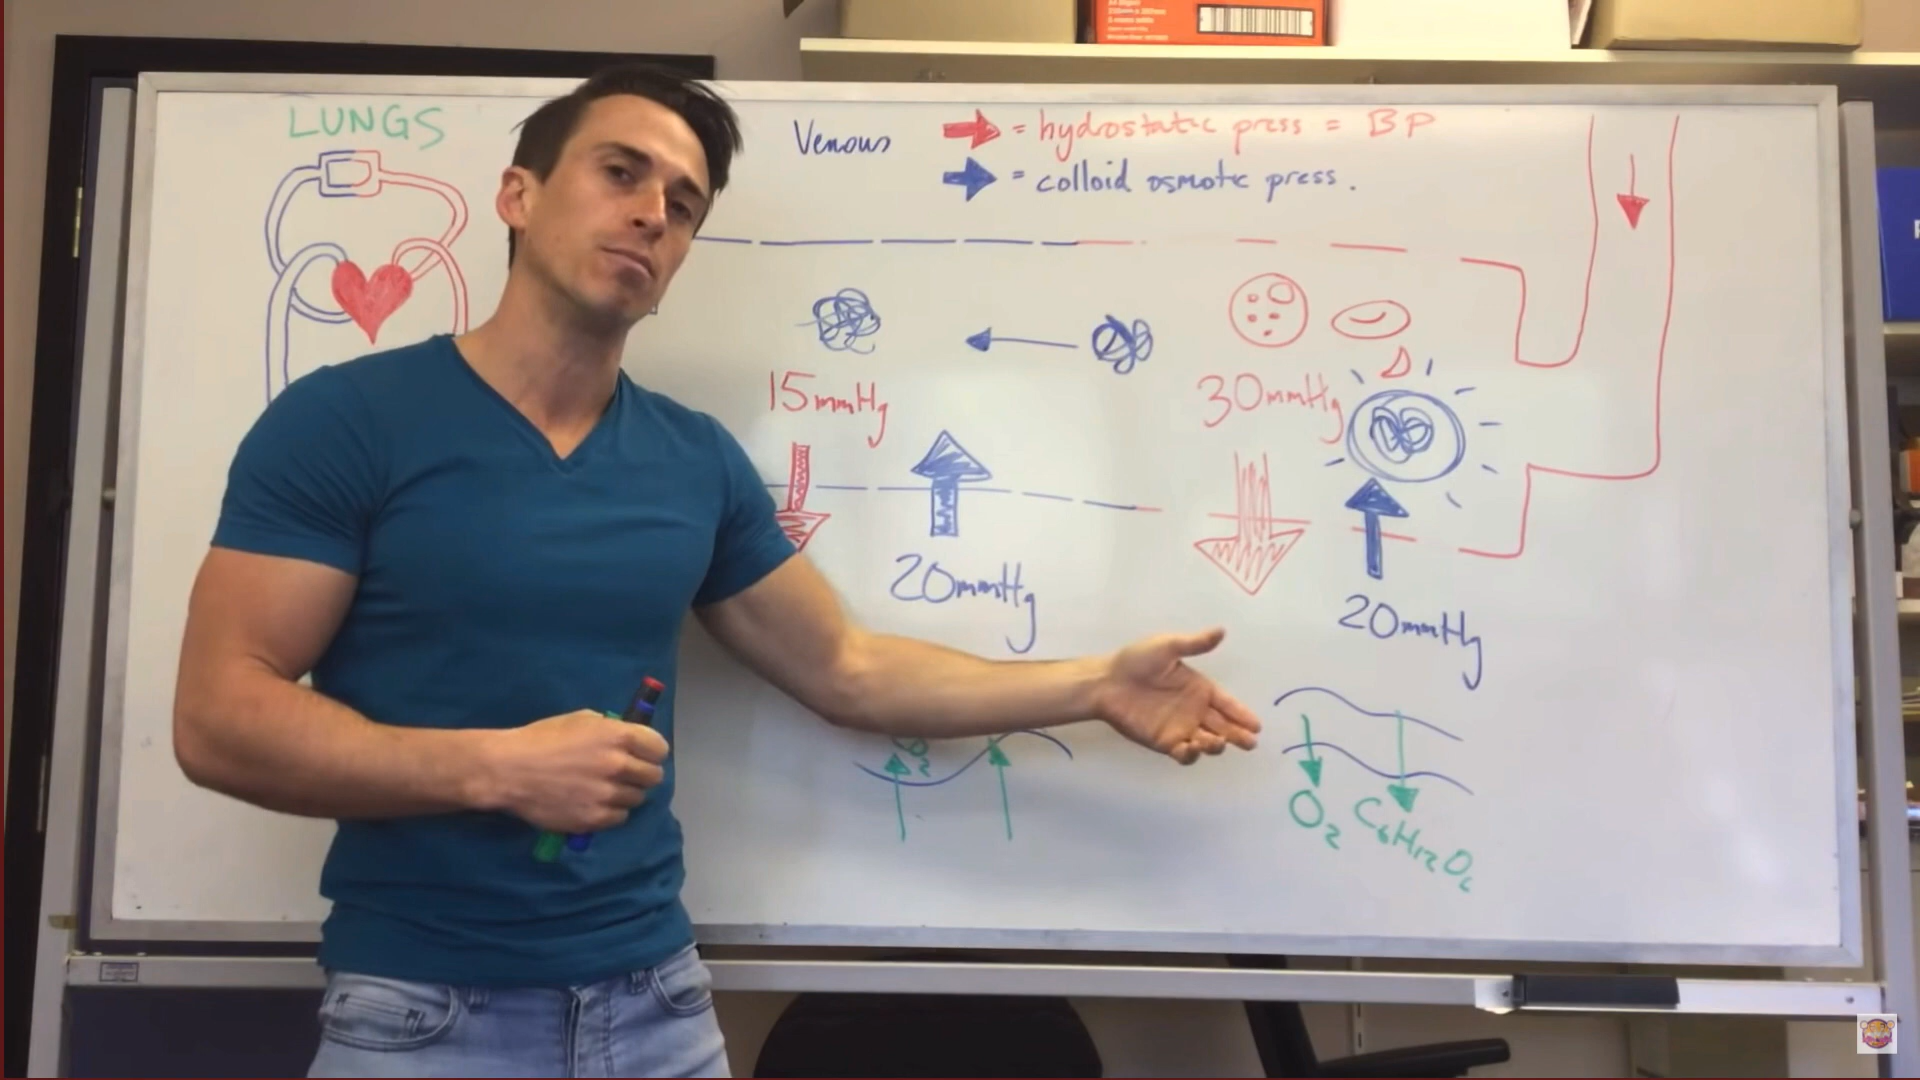 LUNGS
Venous
= hydrostatic press = BP
= colloid osmotic press.
15mmHg
30mmHg
20mmHg
20mmHg
O2
C6H12O6